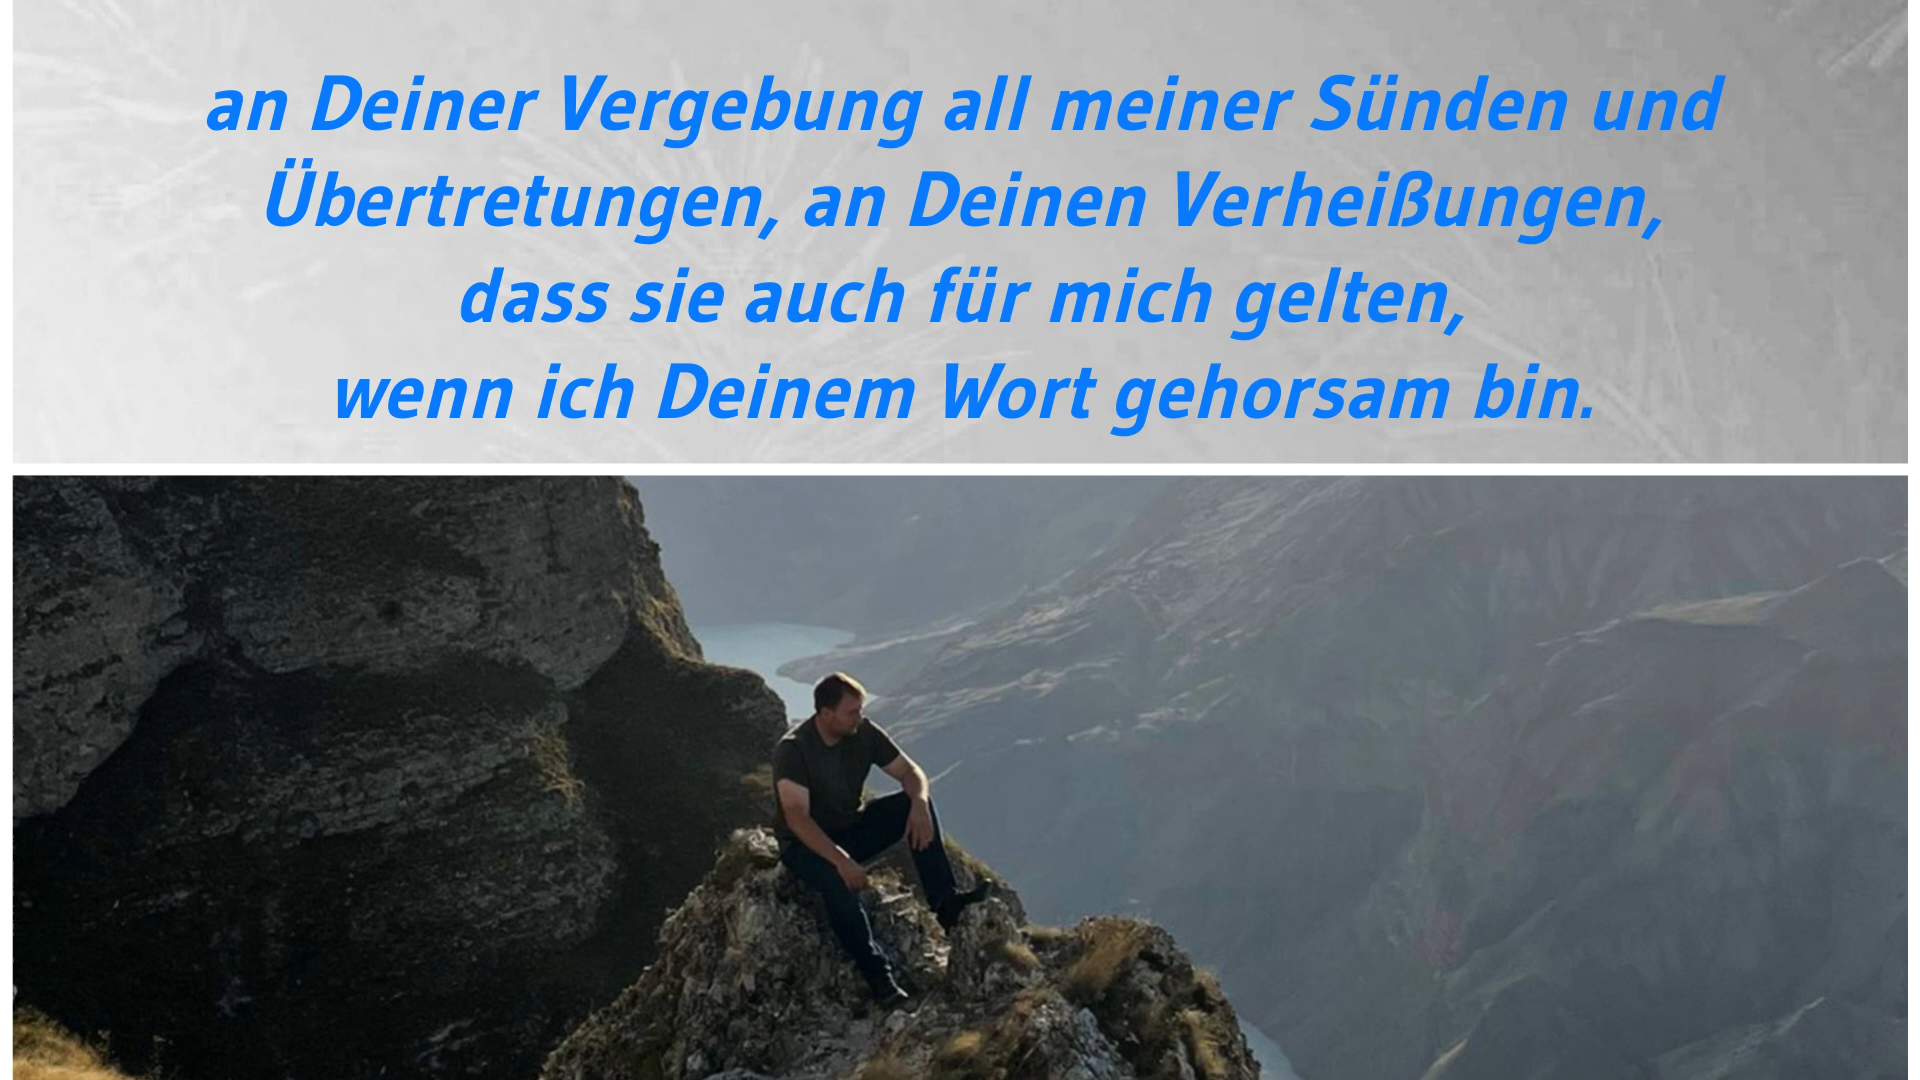 an Deiner Vergebung all meiner Sünden und
Übertretungen, an Deinen Verheißungen,
dass sie auch für mich gelten,
wenn ich Deinem Wort gehorsam bin.